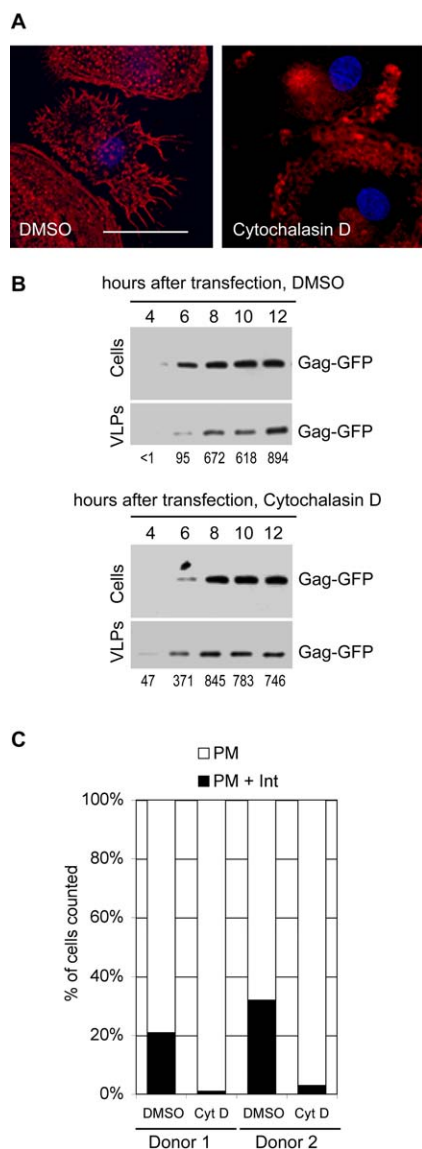 A
DMSO
Cytochalasin D
B
hours after transfection, DMSO
4 6 8 10 12
Cells
Gag-GFP
VLPs
Gag-GFP
<1 95 672 618 894
hours after transfection, Cytochalasin D
4 6 8 10 12
Cells
Gag-GFP
VLPs
Gag-GFP
47 371 845 783 746
C
PM
PM + Int
100%
80%
60%
40%
20%
0%
% of cells counted
DMSO Cyt D DMSO Cyt D
Donor 1 Donor 2